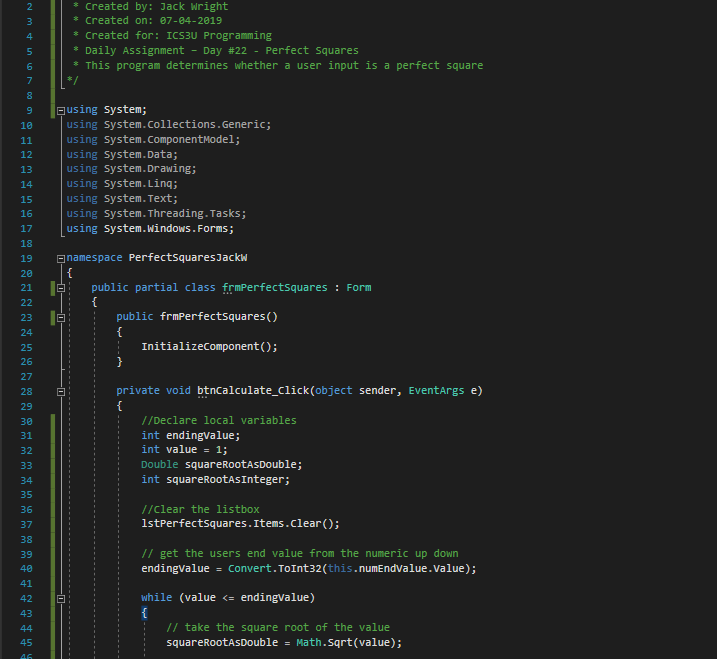 2 * Created by: Jack Wright
3 * Created on: 07-04-2019
4 * Created for: ICS3U Programming
5 * Daily Assignment – Day #22 - Perfect Squares
6 * This program determines whether a user input is a perfect square
7 */
8
9 using System;
10 using System.Collections.Generic;
11 using System.ComponentModel;
12 using System.Data;
13 using System.Drawing;
14 using System.Linq;
15 using System.Text;
16 using System.Threading.Tasks;
17 using System.Windows.Forms;
18
19 namespace PerfectSquaresJackW
20 {
21 public partial class frmPerfectSquares : Form
22 {
23 public frmPerfectSquares()
24 {
25 InitializeComponent();
26 }
27
28 private void btnCalculate_Click(object sender, EventArgs e)
29 {
30 //Declare local variables
31 int endingValue;
32 int value = 1;
33 Double squareRootAsDouble;
34 int squareRootAsInteger;
35
36 //Clear the listbox
37 lstPerfectSquares.Items.Clear();
38
39 // get the users end value from the numeric up down
40 endingValue = Convert.ToInt32(this.numEndValue.Value);
41
42 while (value <= endingValue)
43 {
44 // take the square root of the value
45 squareRootAsDouble = Math.Sqrt(value);
46